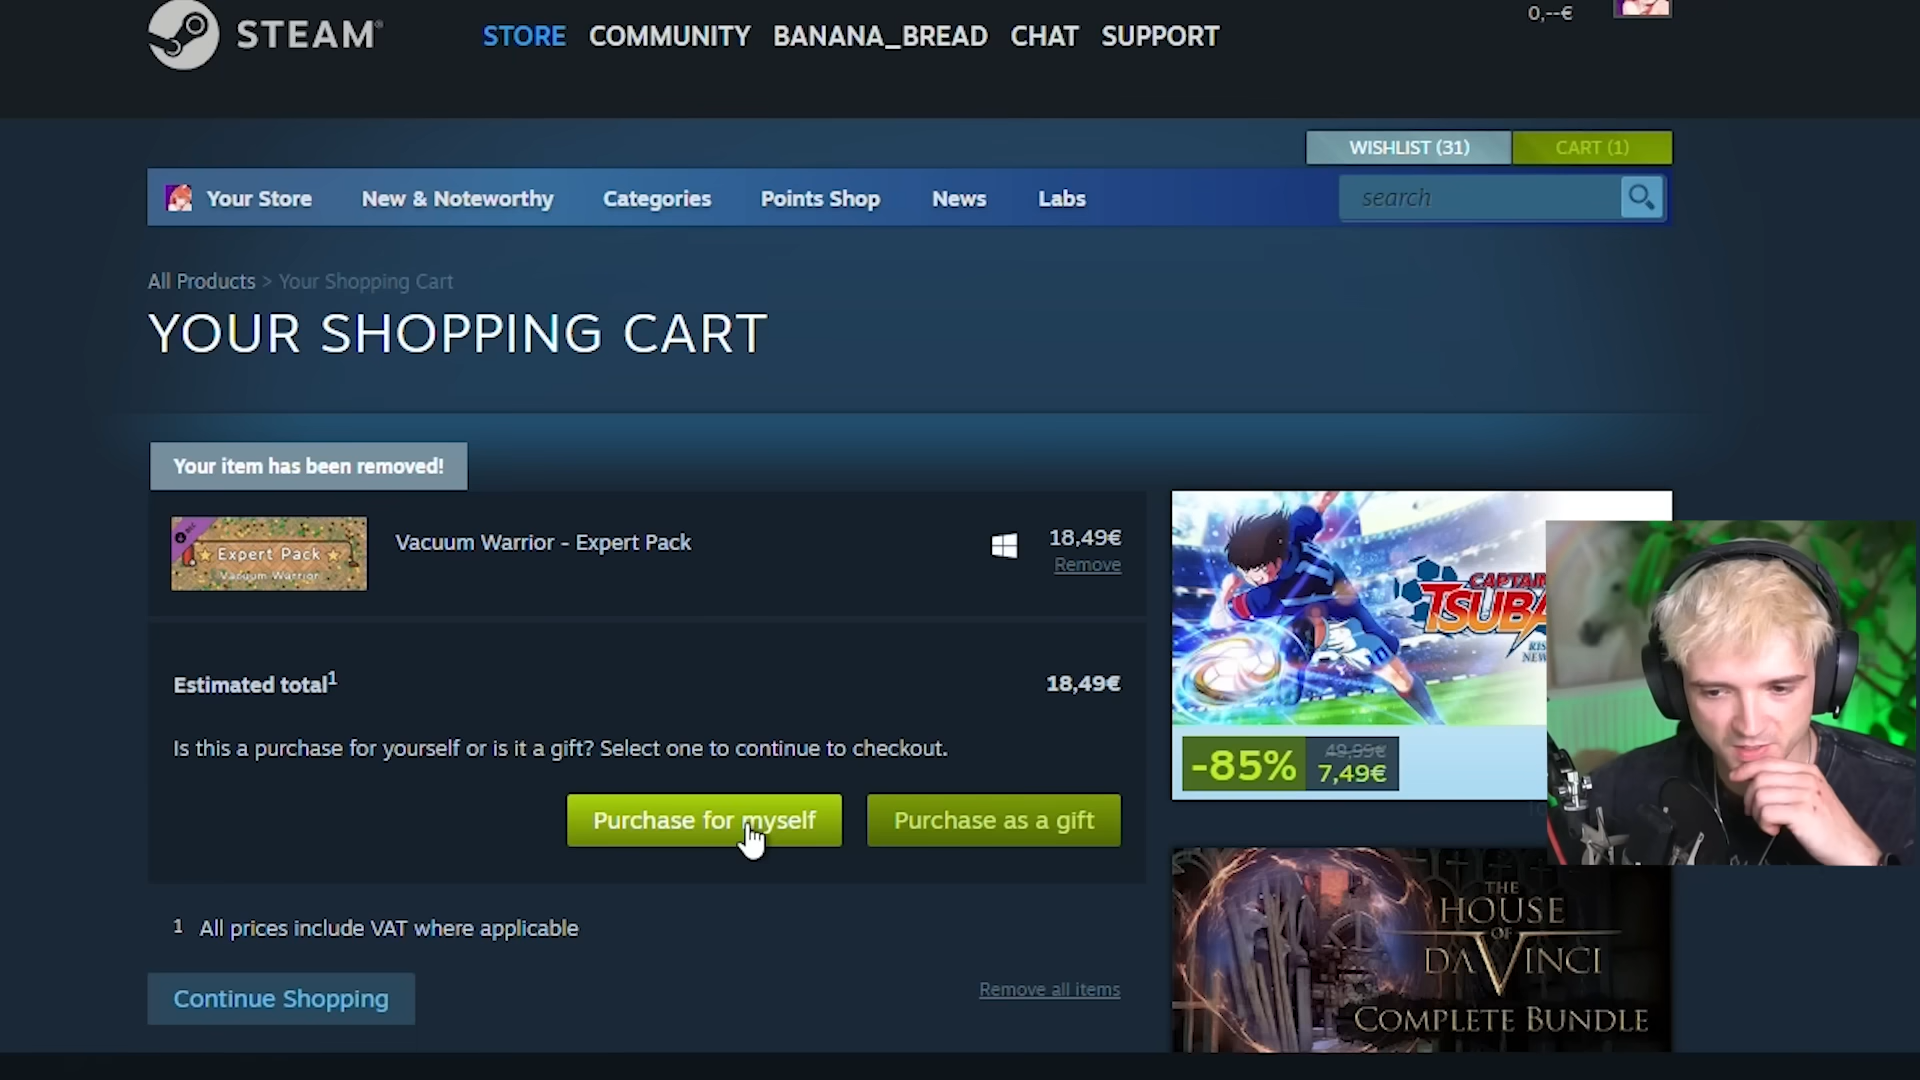 0,--€
STEAM®
STORE COMMUNITY BANANA_BREAD CHAT SUPPORT
WISHLIST (31)
CART (1)
Your Store New & Noteworthy Categories Points Shop News Labs
search
All Products > Your Shopping Cart
YOUR SHOPPING CART
Your item has been removed!
Expert Pack
Vacuum Warrior
Vacuum Warrior - Expert Pack
18,49€
Remove
Estimated total1
18,49€
Is this a purchase for yourself or is it a gift? Select one to continue to checkout.
Purchase for myself
Purchase as a gift
1 All prices include VAT where applicable
Continue Shopping
Remove all items
-85%
49,99€
7,49€
THE
HOUSE
OF
DAVINCI
COMPLETE BUNDLE